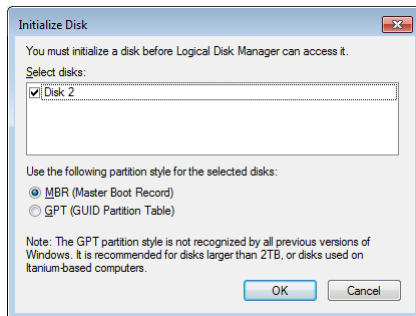 Initialize Disk
You must initialize a disk before Logical Disk Manager can access it.
Select disks:
Disk 2
Use the following partition style for the selected disks:
MBR (Master Boot Record)
GPT (GUID Partition Table)
Note: The GPT partition style is not recognized by all previous versions of
Windows. It is recommended for disks larger than 2TB, or disks used on
Itanium-based computers.
OK Cancel